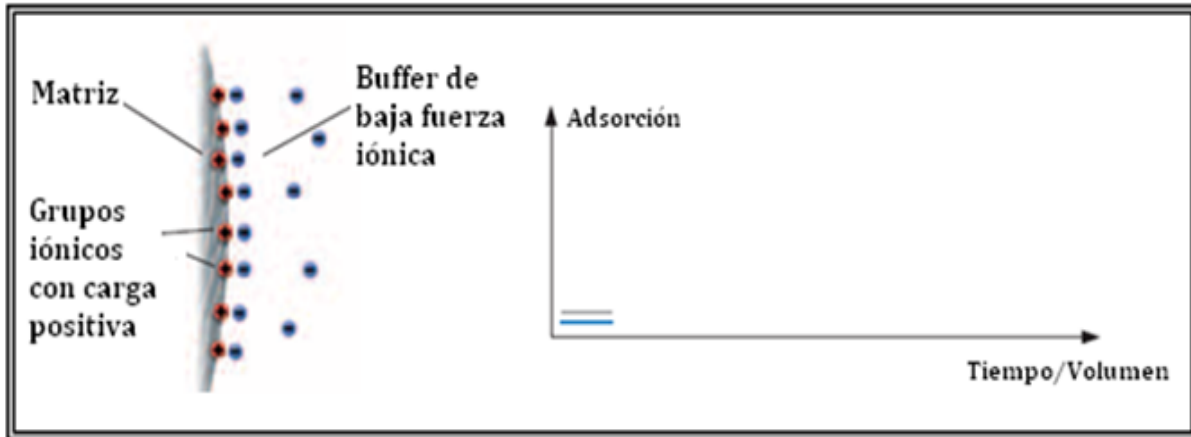 Matriz
Buffer de
baja fuerza
iónica
Grupos
iónicos
con carga
positiva
Adsorción
Tiempo/Volumen